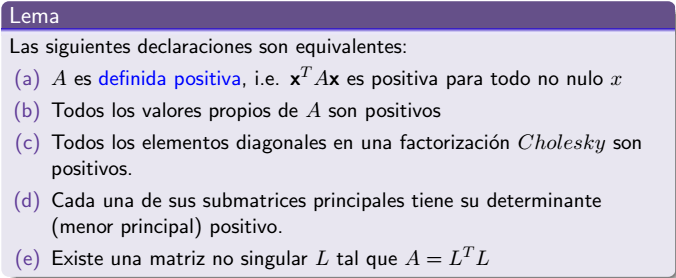 Lema
Las siguientes declaraciones son equivalentes:
(a) A es definida positiva, i.e. x^T Ax es positiva para todo no nulo x
(b) Todos los valores propios de A son positivos
(c) Todos los elementos diagonales en una factorización Cholesky son
positivos.
(d) Cada una de sus submatrices principales tiene su determinante
(menor principal) positivo.
(e) Existe una matriz no singular L tal que A = L^T L